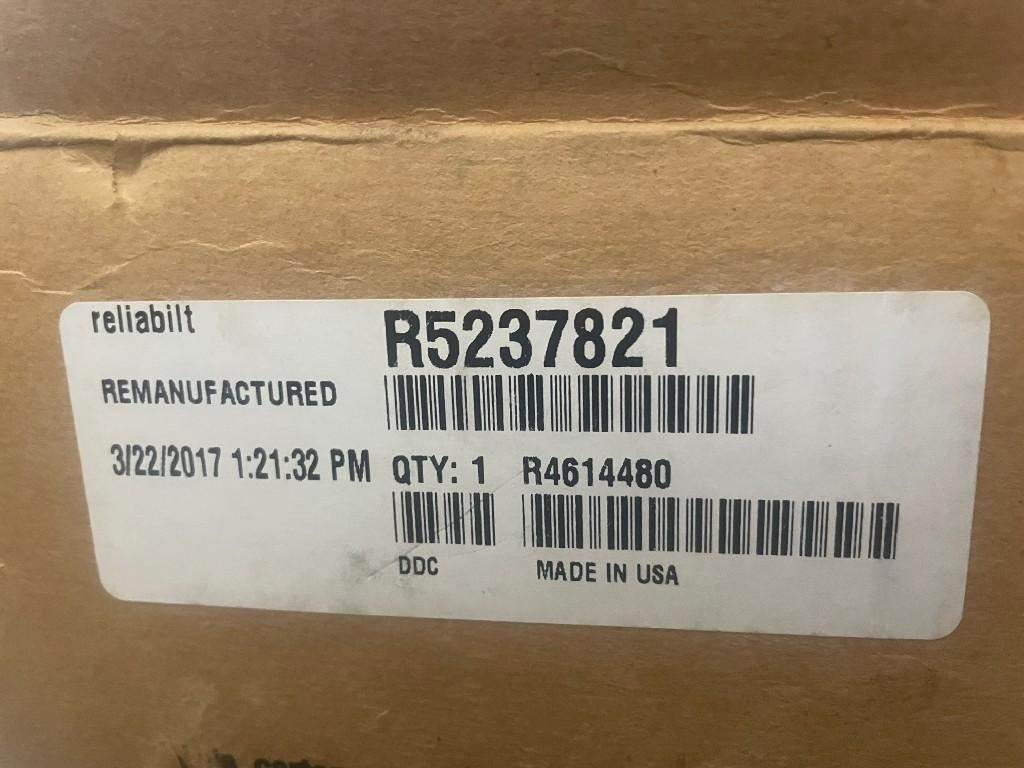 reliabilt
R5237821
REMANUFACTURED
3/22/2017 1:21:32 PM
QTY: 1
R4614480
DDC
MADE IN USA